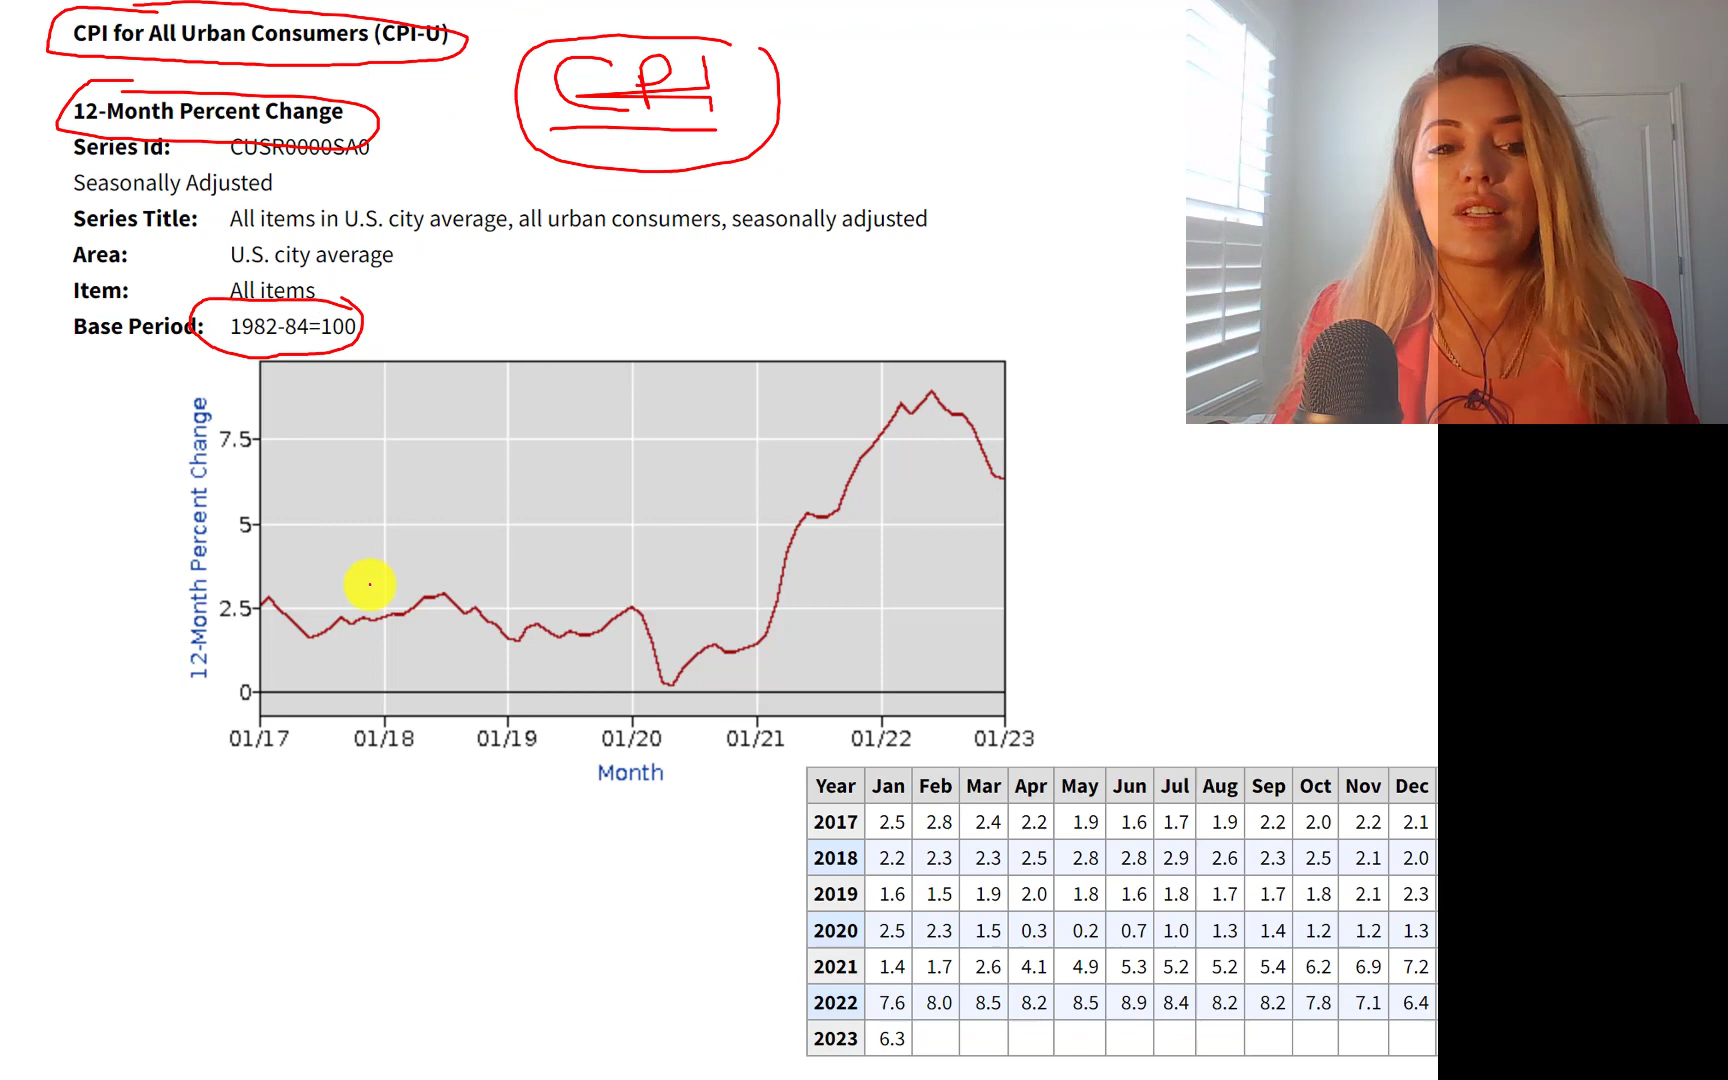 CPI for All Urban Consumers (CPI-U)
CPI
12-Month Percent Change
Series Id: CUSR0000SA0
Seasonally Adjusted
Series Title: All items in U.S. city average, all urban consumers, seasonally adjusted
Area: U.S. city average
Item: All items
Base Period: 1982-84=100
12-Month Percent Change
7.5
5
2.5
0
01/17 01/18 01/19 01/20 01/21 01/22 01/23
Month
Year Jan Feb Mar Apr May Jun Jul Aug Sep Oct Nov Dec
2017 2.5 2.8 2.4 2.2 1.9 1.6 1.7 1.9 2.2 2.0 2.2 2.1
2018 2.2 2.3 2.3 2.5 2.8 2.8 2.9 2.6 2.3 2.5 2.1 2.0
2019 1.6 1.5 1.9 2.0 1.8 1.6 1.8 1.7 1.7 1.8 2.1 2.3
2020 2.5 2.3 1.5 0.3 0.2 0.7 1.0 1.3 1.4 1.2 1.2 1.3
2021 1.4 1.7 2.6 4.1 4.9 5.3 5.2 5.2 5.4 6.2 6.9 7.2
2022 7.6 8.0 8.5 8.2 8.5 8.9 8.4 8.2 8.2 7.8 7.1 6.4
2023 6.3